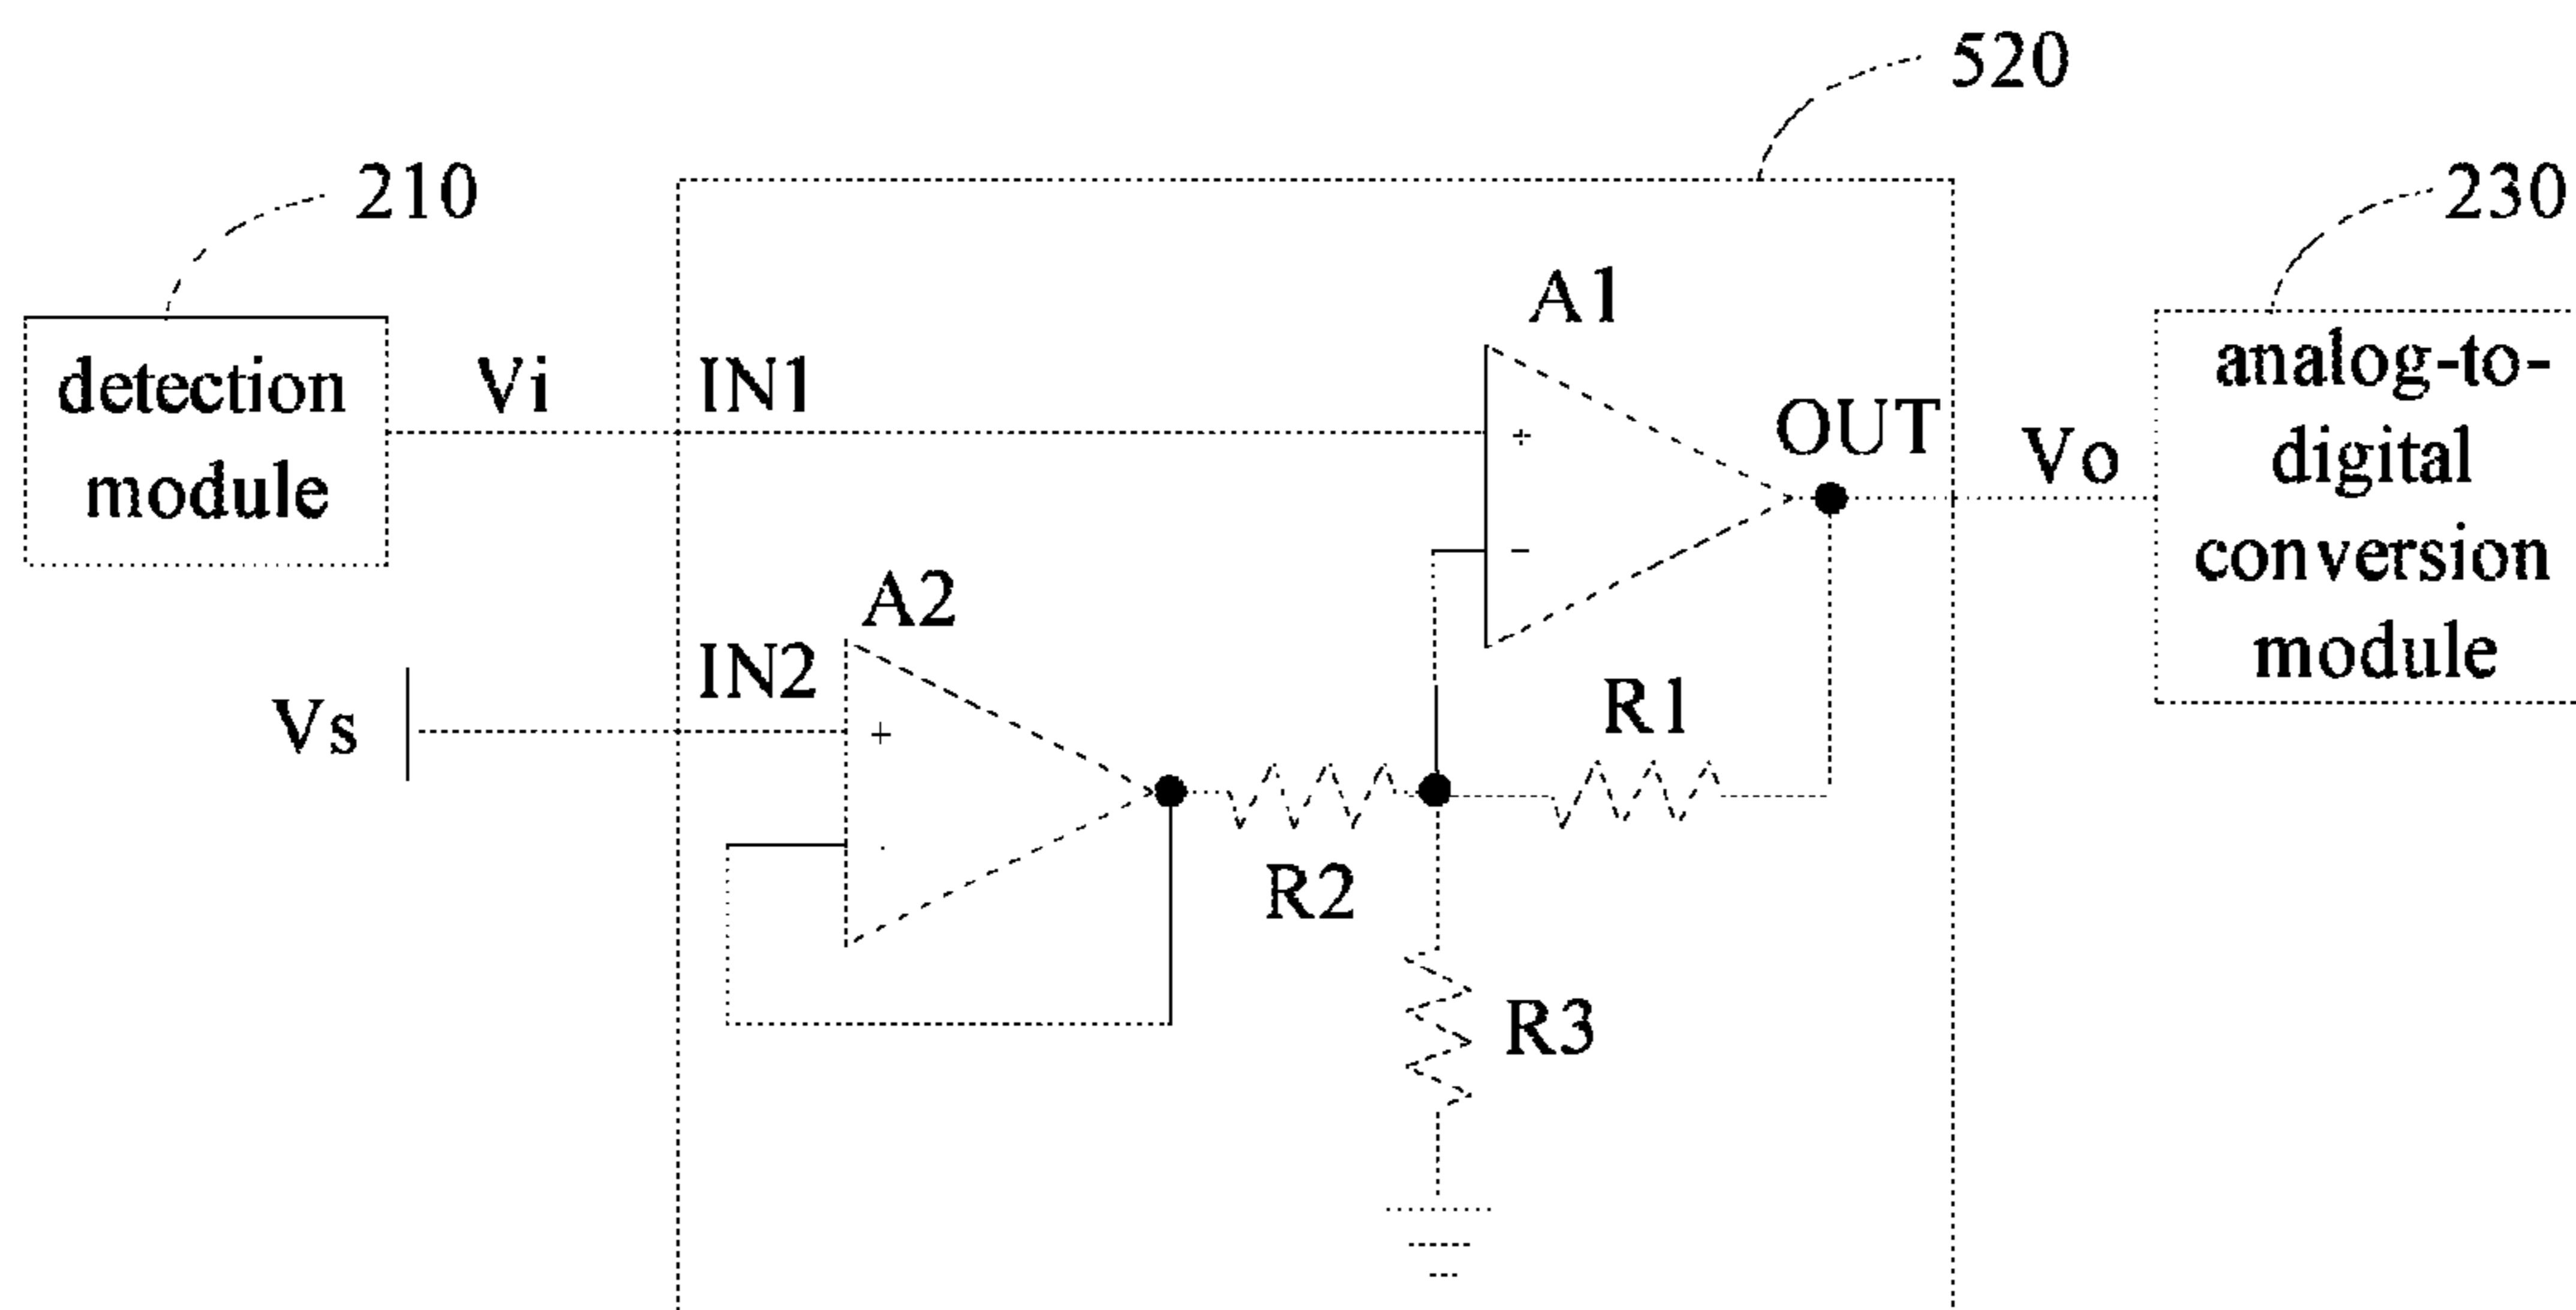 520
210
230
A1
detection
module
Vi
IN1
OUT
Vo
analog-to-
digital
conversion
module
+
−
A2
IN2
Vs
+
-
R1
R2
R3